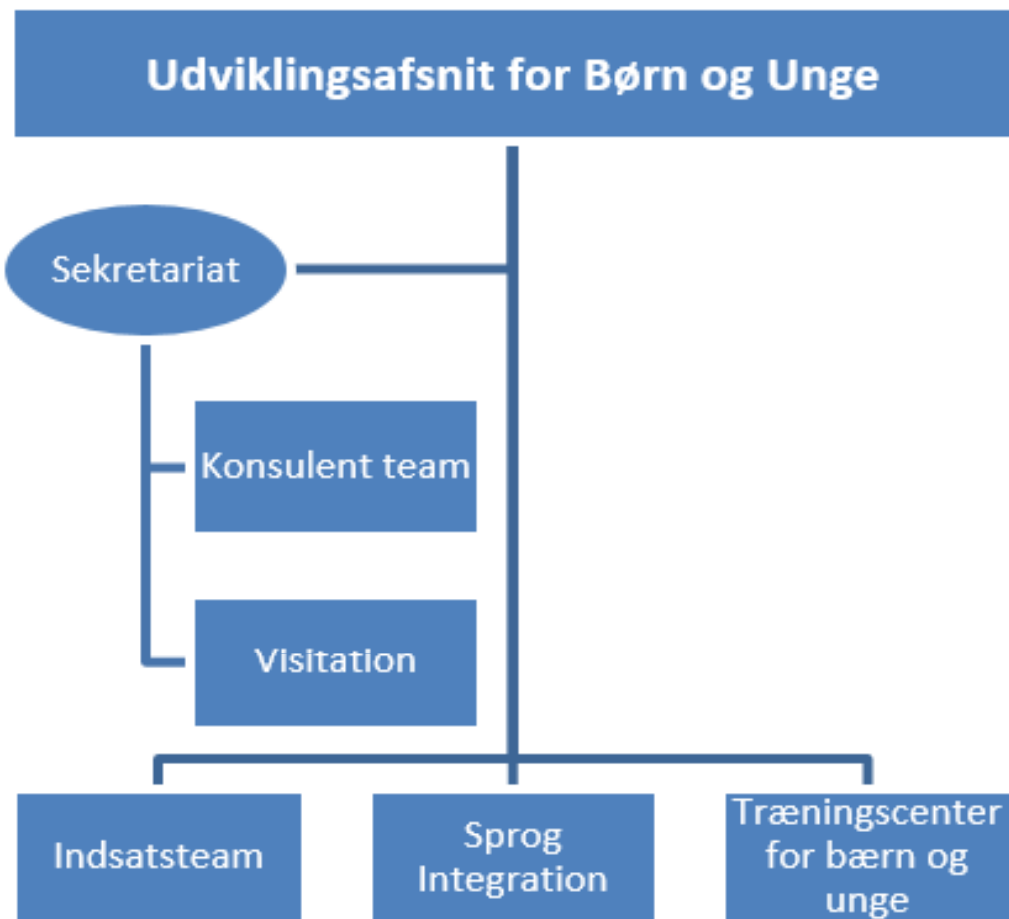 Udviklingsafsnit for Børn og Unge
Sekretariat
Konsulent team
Visitation
Indsatsteam
Sprog
Integration
Træningscenter
for bærn og
unge